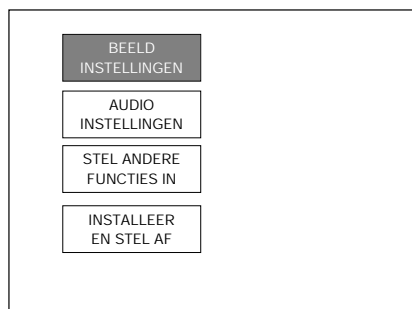 BEELD
INSTELLINGEN
AUDIO
INSTELLINGEN
STEL ANDERE
FUNCTIES IN
INSTALLEER
EN STEL AF